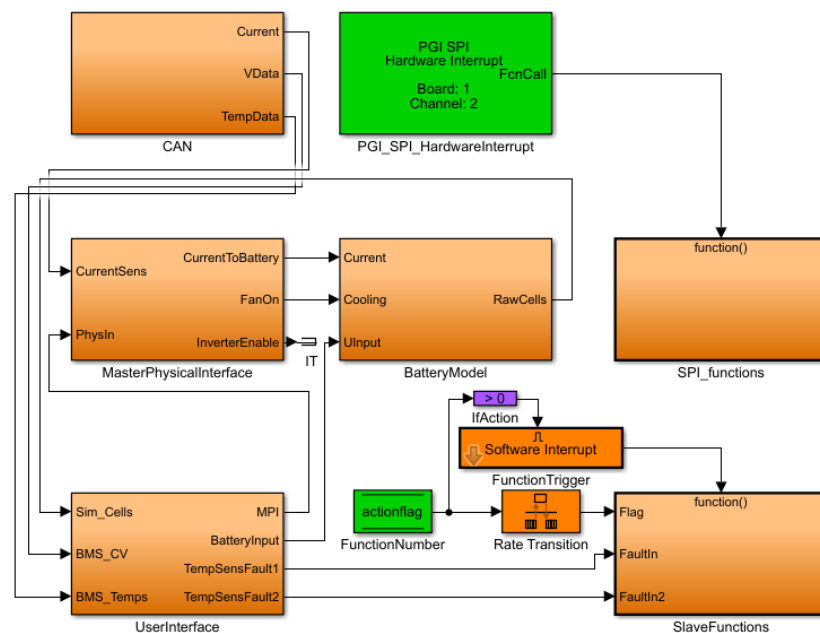 Current
VData
TempData
CAN
PGI SPI
Hardware Interrupt
FcnCall
Board: 1
Channel: 2
PGI_SPI_HardwareInterrupt
CurrentSens
PhysIn
CurrentToBattery
FanOn
InverterEnable
MasterPhysicalInterface
IT
Current
Cooling
UInput
RawCells
BatteryModel
function()
SPI_functions
> 0
IfAction
Software Interrupt
FunctionTrigger
actionflag
FunctionNumber
Rate Transition
Sim_Cells
BMS_CV
BMS_Temps
MPI
BatteryInput
TempSensFault1
TempSensFault2
UserInterface
function()
Flag
FaultIn
FaultIn2
SlaveFunctions